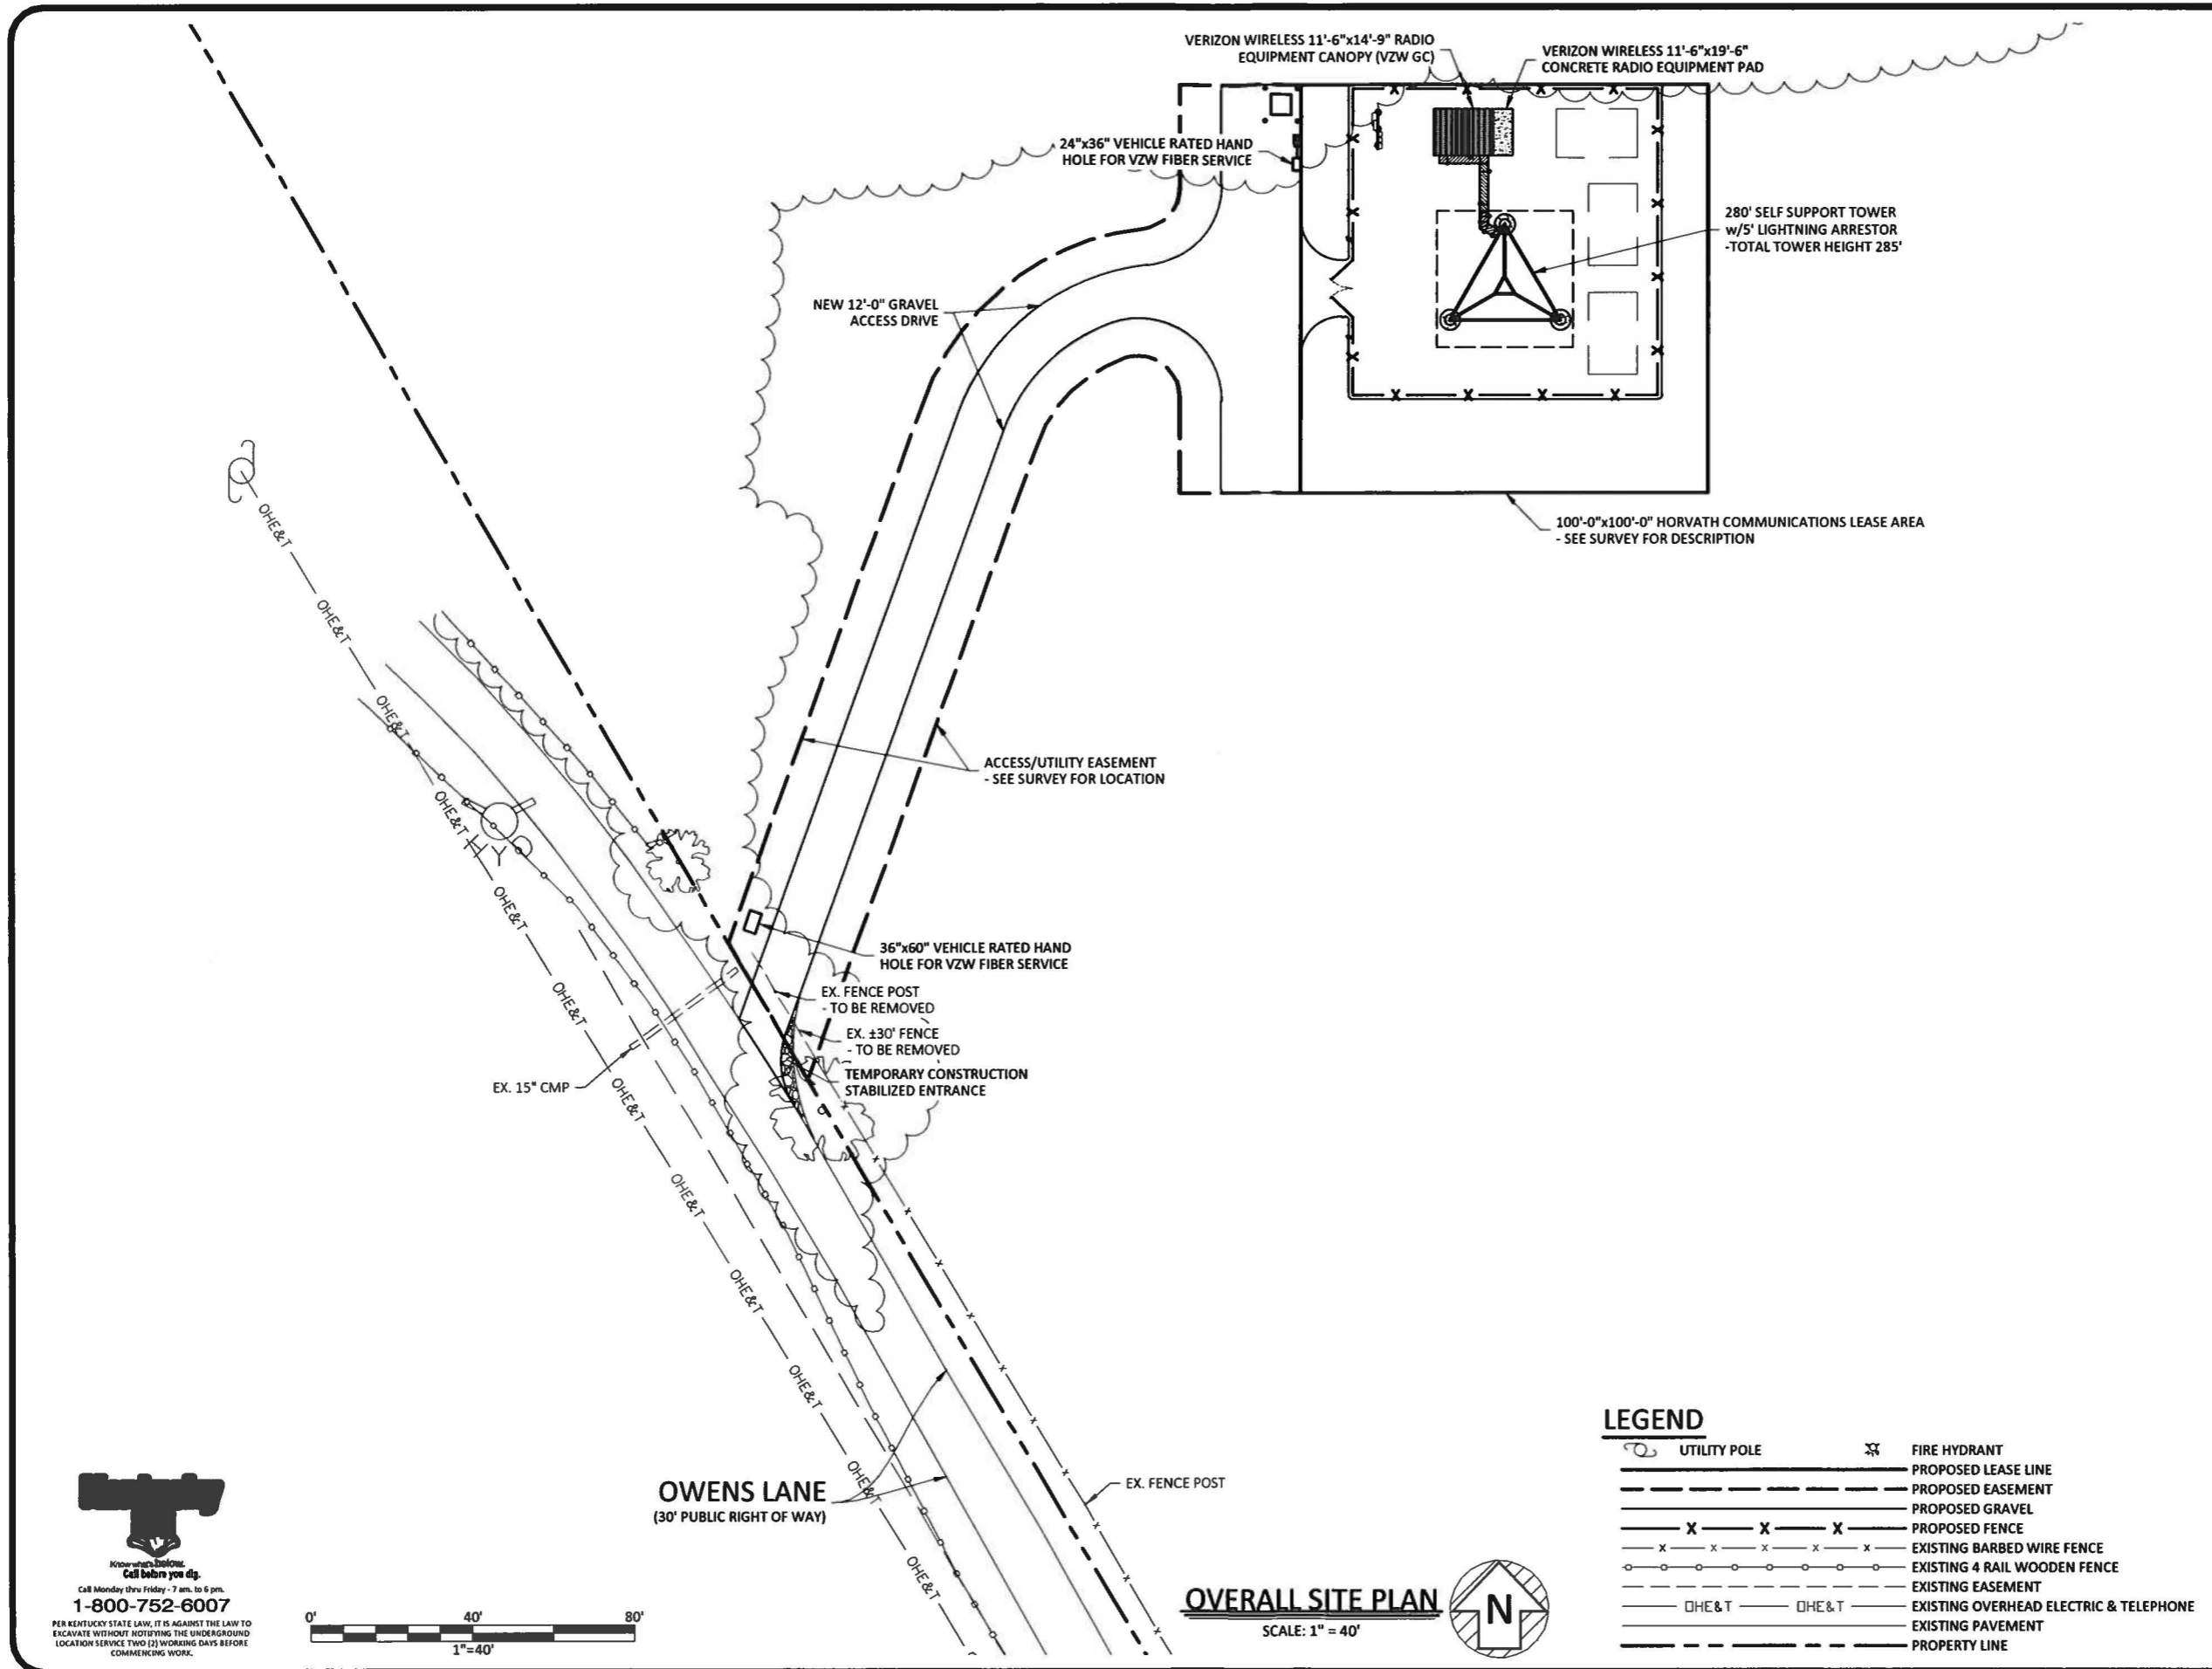 VERIZON WIRELESS 11'-6"x14'-9" RADIO
EQUIPMENT CANOPY (VZW GC)
VERIZON WIRELESS 11'-6"x19'-6"
CONCRETE RADIO EQUIPMENT PAD
24"x36" VEHICLE RATED HAND
HOLE FOR VZW FIBER SERVICE
280' SELF SUPPORT TOWER
w/5' LIGHTNING ARRESTOR
-TOTAL TOWER HEIGHT 285'
NEW 12'-0" GRAVEL
ACCESS DRIVE
100'-0"x100'-0" HORVATH COMMUNICATIONS LEASE AREA
- SEE SURVEY FOR DESCRIPTION
OHE&T
OHE&T
OHE&T
OHE&T
OHE&T
OHE&T
OHE&T
OHE&T
OHE&T
OHE&T
OHE&T
OHE&T
HYD
ACCESS/UTILITY EASEMENT
- SEE SURVEY FOR LOCATION
36"x60" VEHICLE RATED HAND
HOLE FOR VZW FIBER SERVICE
EX. FENCE POST
- TO BE REMOVED
EX. ±30' FENCE
- TO BE REMOVED
TEMPORARY CONSTRUCTION
STABILIZED ENTRANCE
EX. 15" CMP
OWENS LANE
(30' PUBLIC RIGHT OF WAY)
EX. FENCE POST
Know what's below.
Call before you dig.
Call Monday thru Friday - 7 am. to 6 pm.
1-800-752-6007
PER KENTUCKY STATE LAW, IT IS AGAINST THE LAW TO
EXCAVATE WITHOUT NOTIFYING THE UNDERGROUND
LOCATION SERVICE TWO (2) WORKING DAYS BEFORE
COMMENCING WORK.
0' 40' 80'
1"=40'
OVERALL SITE PLAN
SCALE: 1" = 40'
N
LEGEND
UTILITY POLE
FIRE HYDRANT
PROPOSED LEASE LINE
PROPOSED EASEMENT
PROPOSED GRAVEL
PROPOSED FENCE
EXISTING BARBED WIRE FENCE
EXISTING 4 RAIL WOODEN FENCE
EXISTING EASEMENT
OHE&T OHE&T EXISTING OVERHEAD ELECTRIC & TELEPHONE
EXISTING PAVEMENT
PROPERTY LINE